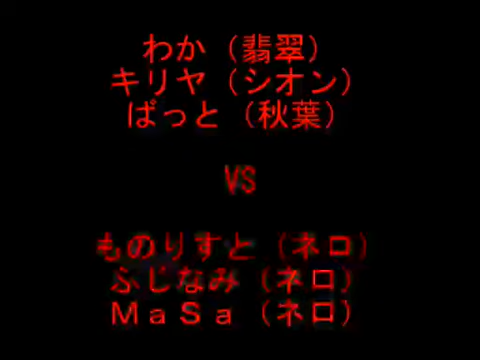 わか（翡翠）
キリヤ（シオン）
ぱっと（秋葉）
VS
ものりすと（ネロ）
ふじなみ（ネロ）
ＭａＳａ（ネロ）